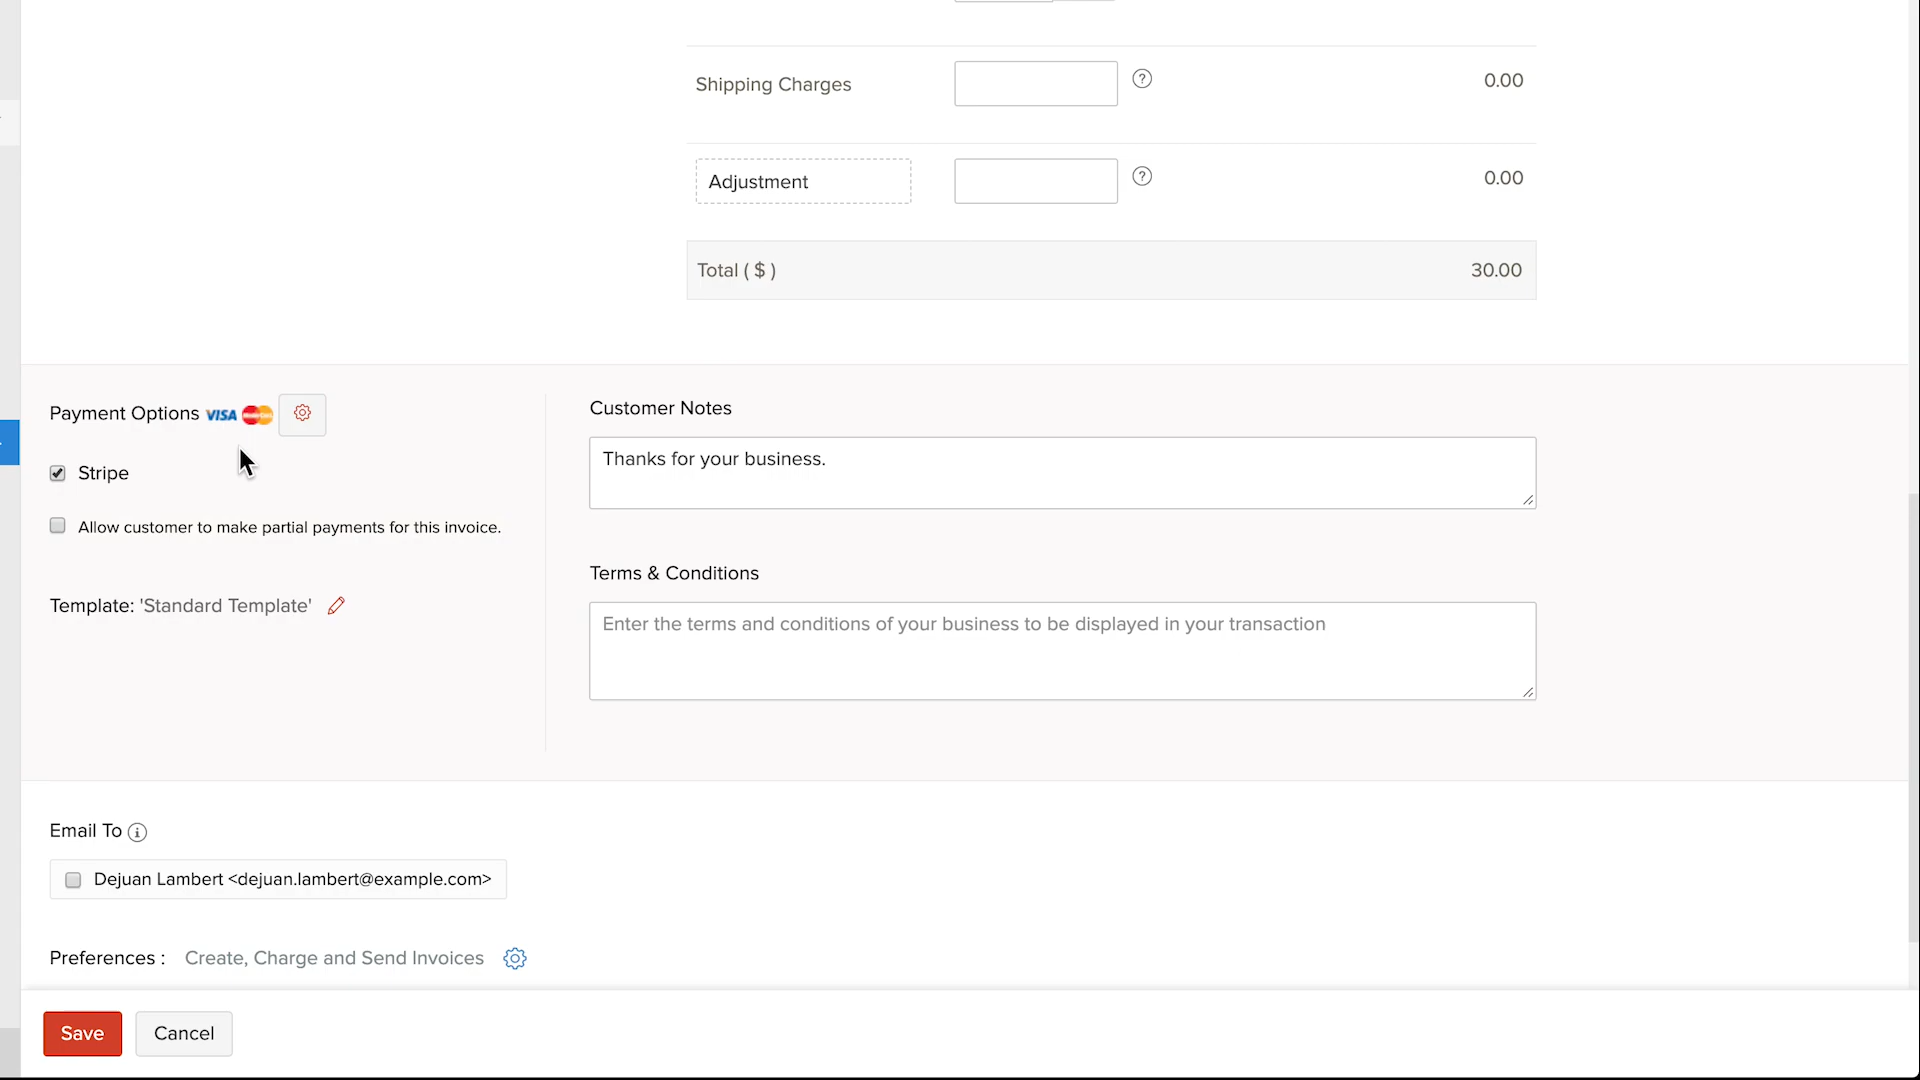 Shipping Charges
0.00
Adjustment
0.00
Total ( $ )
30.00
Payment Options VISA
Stripe
Allow customer to make partial payments for this invoice.
Template: 'Standard Template'
Customer Notes
Thanks for your business.
Terms & Conditions
Enter the terms and conditions of your business to be displayed in your transaction
Email To
Dejuan Lambert <dejuan.lambert@example.com>
Preferences : Create, Charge and Send Invoices
Save
Cancel